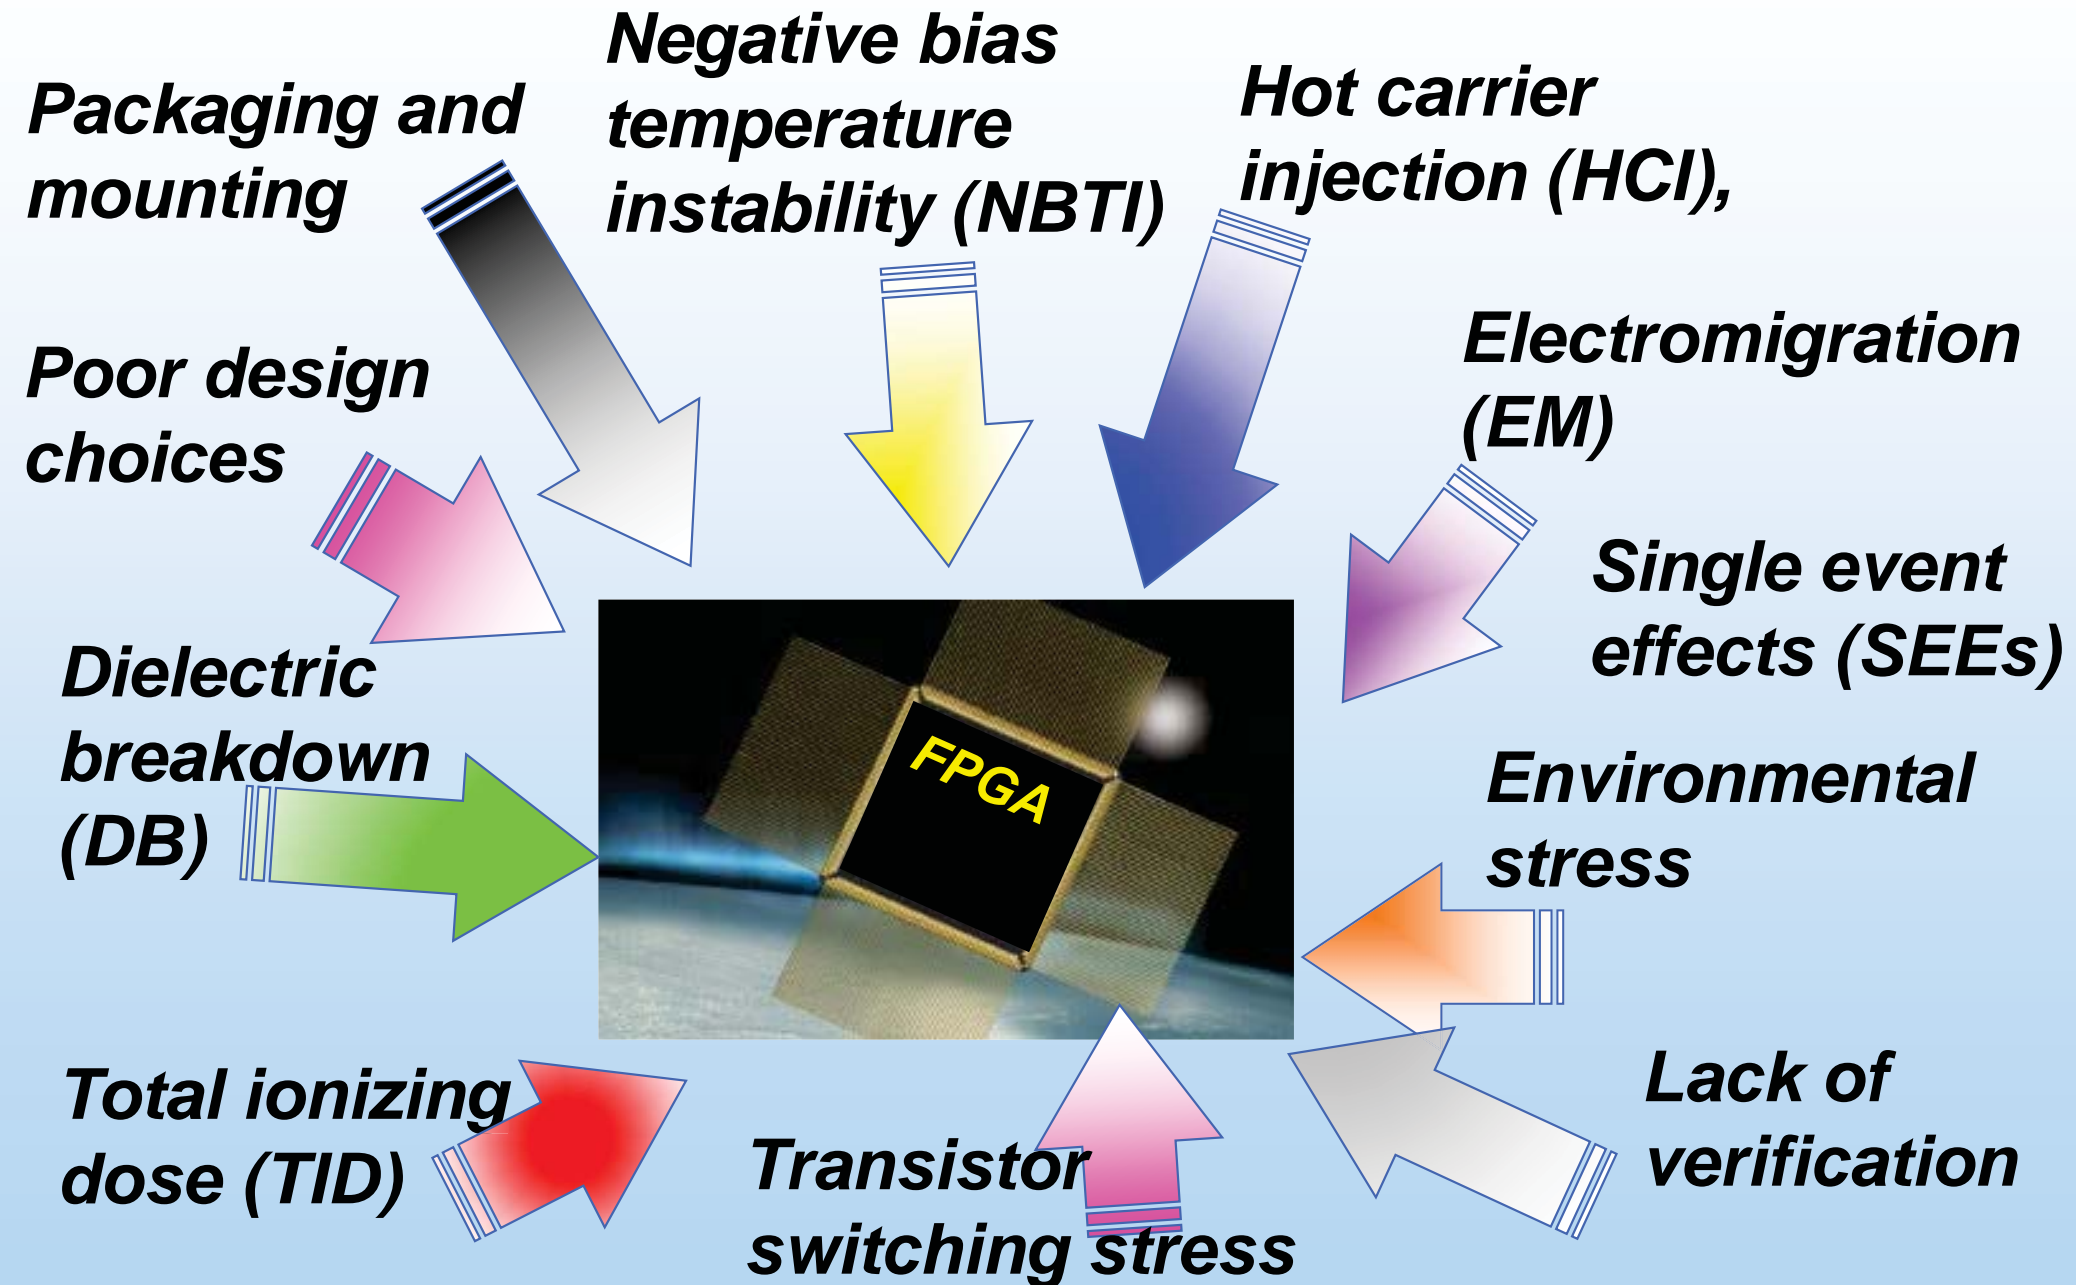 Negative bias
temperature
instability (NBTI)
Packaging and
mounting
Hot carrier
injection (HCI),
Poor design
choices
Electromigration
(EM)
Single event
effects (SEEs)
Dielectric
breakdown
(DB)
FPGA
Environmental
stress
Total ionizing
dose (TID)
Transistor
switching stress
Lack of
verification